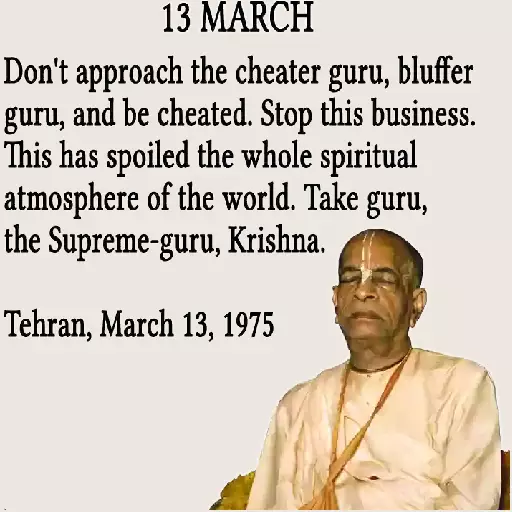 13 MARCH
Don't approach the cheater guru, bluffer
guru, and be cheated. Stop this business.
This has spoiled the whole spiritual
atmosphere of the world. Take guru,
the Supreme-guru, Krishna.
Tehran, March 13, 1975